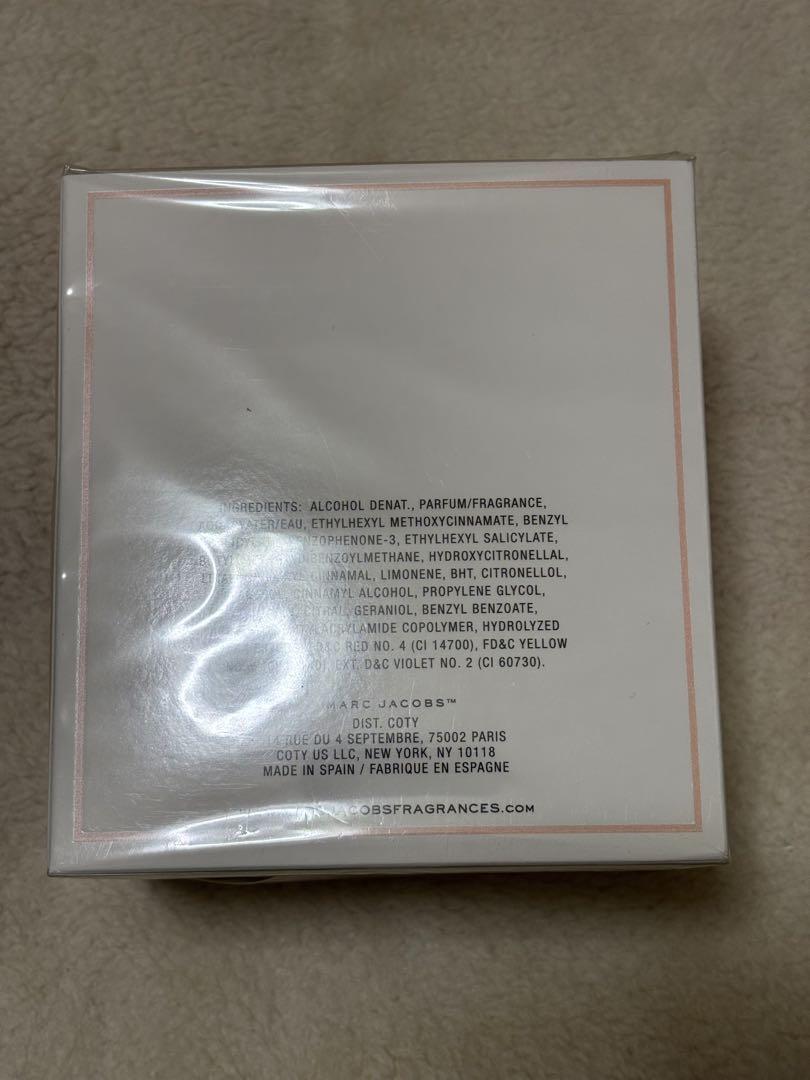 INGREDIENTS: ALCOHOL DENAT., PARFUM/FRAGRANCE,
WATER/EAU, ETHYLHEXYL METHOXYCINNAMATE, BENZYL
BENZOPHENONE-3, ETHYLHEXYL SALICYLATE,
HYDROXYCITRONELLAL,
CINNAMAL, LIMONENE, BHT, CITRONELLOL,
CINNAMYL ALCOHOL, PROPYLENE GLYCOL,
CITRAL, GERANIOL, BENZYL BENZOATE,
COPOLYMER, HYDROLYZED
RED NO. 4 (CI 14700), FD&C YELLOW
EXT. D&C VIOLET NO. 2 (CI 60730).
MARC JACOBS™
DIST. COTY
14 RUE DU 4 SEPTEMBRE, 75002 PARIS
COTY US LLC, NEW YORK, NY 10118
MADE IN SPAIN / FABRIQUE EN ESPAGNE
JACOBSFRAGRANCES.COM